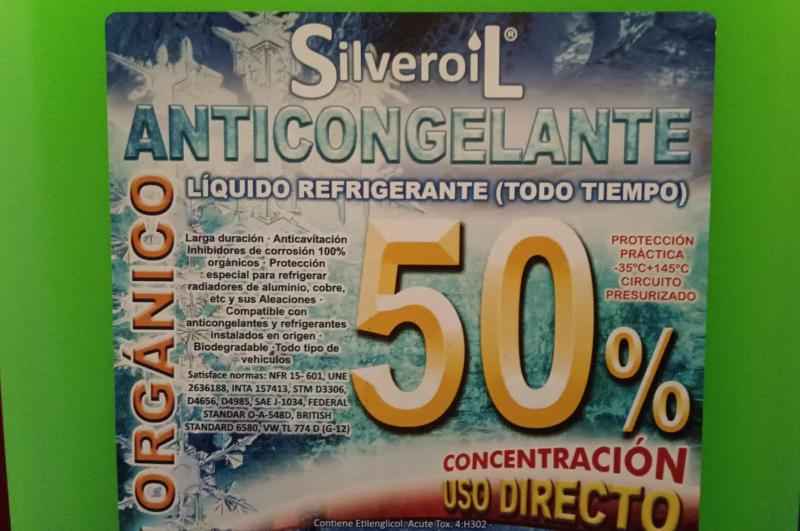 SilveroiL®
ANTICONGELANTE
ORGÁNICO
LÍQUIDO REFRIGERANTE (TODO TIEMPO)
Larga duración · Anticavitación
Inhibidores de corrosión 100%
orgánicos · Protección
especial para refrigerar
radiadores de aluminio, cobre,
etc y sus Aleaciones ·
Compatible con
anticongelantes y refrigerantes
instalados en origen ·
Biodegradable ·Todo tipo de
vehículos
Satisface normas: NFR 15- 601, UNE
2636188, INTA 157413, STM D3306,
D4656, D4985, SAE J-1034, FEDERAL
STANDAR O-A-548D, BRITISH
STANDARD 6580, VW TL 774 D (G-12)
50%
PROTECCIÓN
PRÁCTICA
-35ºC+145ºC
CIRCUITO
PRESURIZADO
CONCENTRACIÓN
USO DIRECTO
Contiene Etilenglicol. Acute Tox. 4:H302 -